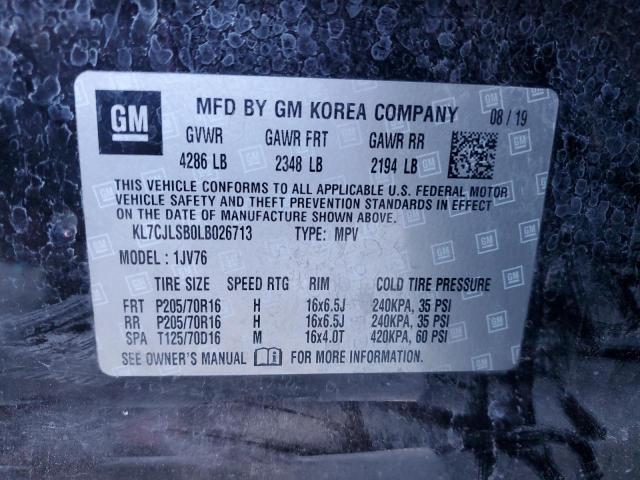 GM MFD BY GM KOREA COMPANY 08 / 19
GVWR GAWR FRT GAWR RR
4286 LB 2348 LB 2194 LB
THIS VEHICLE CONFORMS TO ALL APPLICABLE U.S. FEDERAL MOTOR
VEHICLE SAFETY AND THEFT PREVENTION STANDARDS IN EFFECT ON
DATE OF MANUFACTURE SHOWN ABOVE.
KL7CJLSB0LB026713 TYPE: MPV
MODEL : 1JV76
TIRE SIZE SPEED RTG RIM COLD TIRE PRESSURE
FRT P205/70R16 H 16x6.5J 240KPA, 35 PSI
RR P205/70R16 H 16x6.5J 240KPA, 35 PSI
SPA T125/70D16 M 16x4.0T 420KPA, 60 PSI
SEE OWNER'S MANUAL FOR MORE INFORMATION